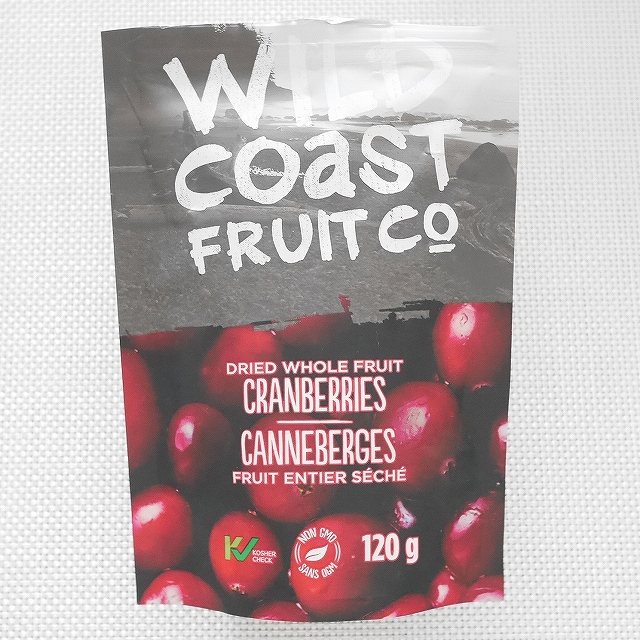 WILD
COAST
FRUIT CO
DRIED WHOLE FRUIT
CRANBERRIES
CANNEBERGES
FRUIT ENTIER SÉCHÉ
KV KOSHER
CHECK
NON GMO
SANS OGM
120 g